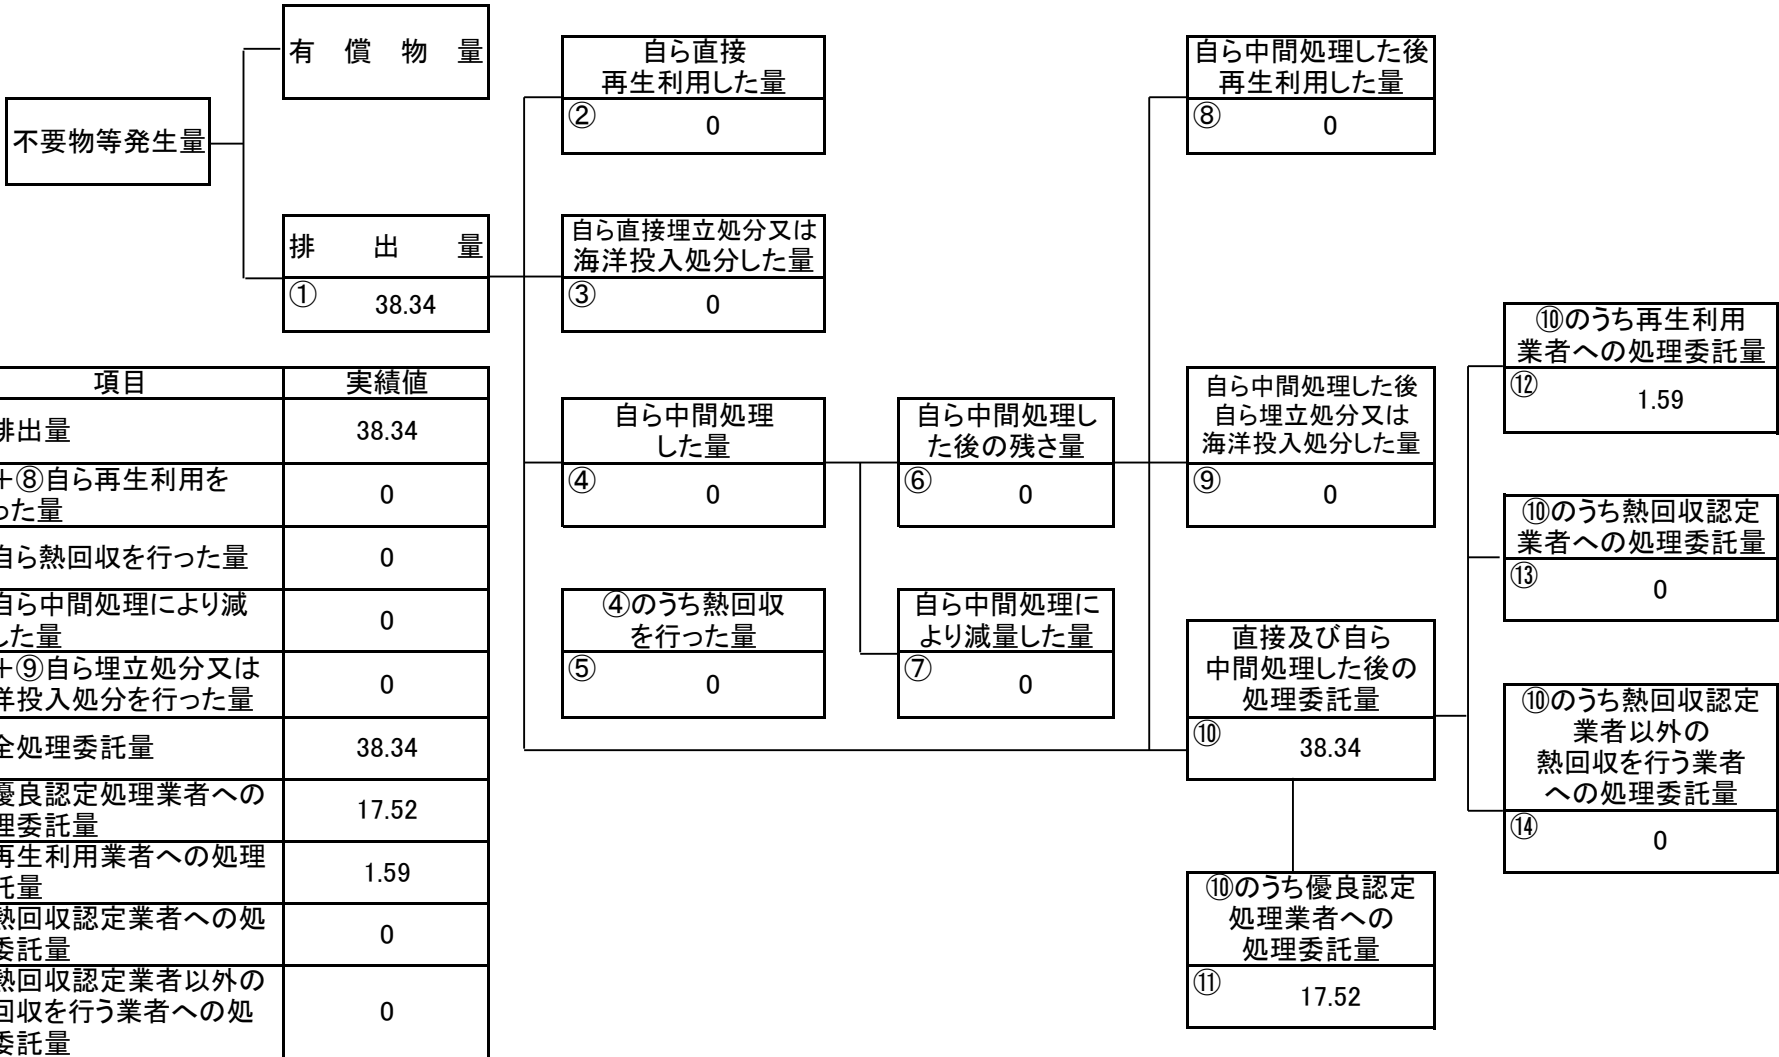 有償物量
不要物等発生量
排出量
①
38.34
自ら直接
再生利用した量
②
0
自ら直接埋立処分又は
海洋投入処分した量
③
0
自ら中間処理
した量
④
0
④のうち熱回収
を行った量
⑤
0
自ら中間処理し
た後の残さ量
⑥
0
自ら中間処理に
より減量した量
⑦
0
自ら中間処理した後
再生利用した量
⑧
0
自ら中間処理した後
自ら埋立処分又は
海洋投入処分した量
⑨
0
直接及び自ら
中間処理した後の
処理委託量
⑩
38.34
⑩のうち優良認定
処理業者への
処理委託量
⑪
17.52
⑩のうち再生利用
業者への処理委託量
⑫
1.59
⑩のうち熱回収認定
業者への処理委託量
⑬
0
⑩のうち熱回収認定
業者以外の
熱回収を行う業者
への処理委託量
⑭
0
項目 実績値
排出量 38.34
+⑧自ら再生利用を
った量
0
自ら熱回収を行った量 0
自ら中間処理により減
した量
0
+⑨自ら埋立処分又は
洋投入処分を行った量
0
全処理委託量 38.34
優良認定処理業者への
理委託量
17.52
再生利用業者への処理
託量
1.59
熱回収認定業者への処
委託量
0
熱回収認定業者以外の
回収を行う業者への処
委託量
0